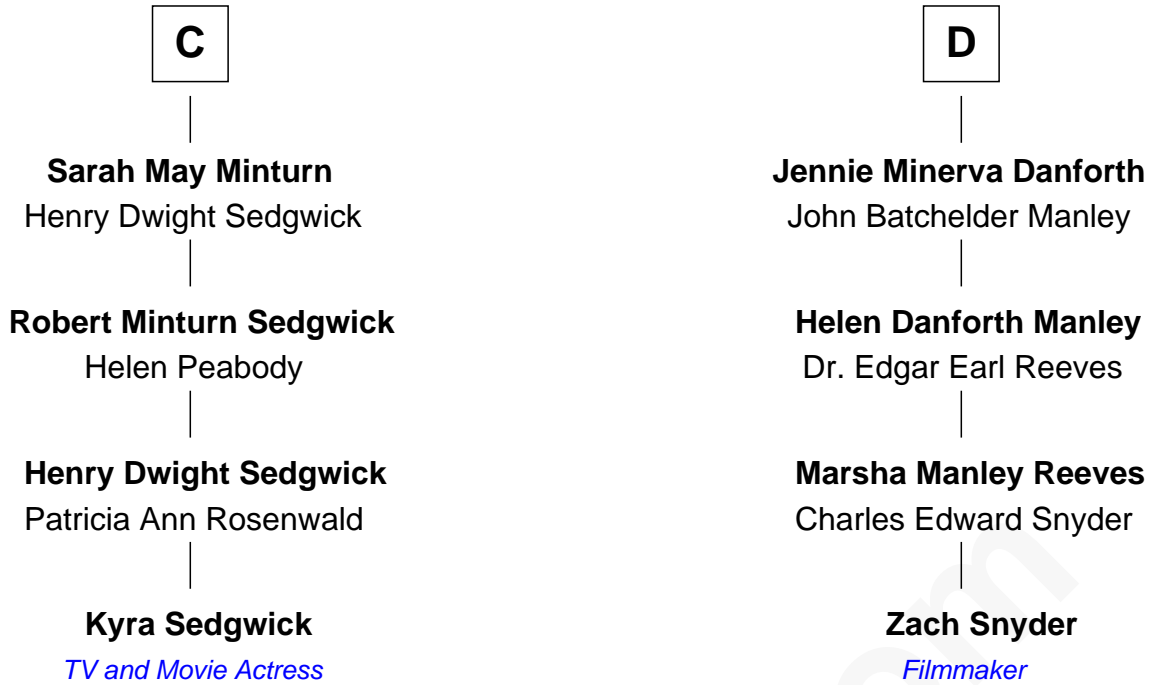 C
Sarah May Minturn
Henry Dwight Sedgwick
Robert Minturn Sedgwick
Helen Peabody
Henry Dwight Sedgwick
Patricia Ann Rosenwald
Kyra Sedgwick
TV and Movie Actress
D
Jennie Minerva Danforth
John Batchelder Manley
Helen Danforth Manley
Dr. Edgar Earl Reeves
Marsha Manley Reeves
Charles Edward Snyder
Zach Snyder
Filmmaker